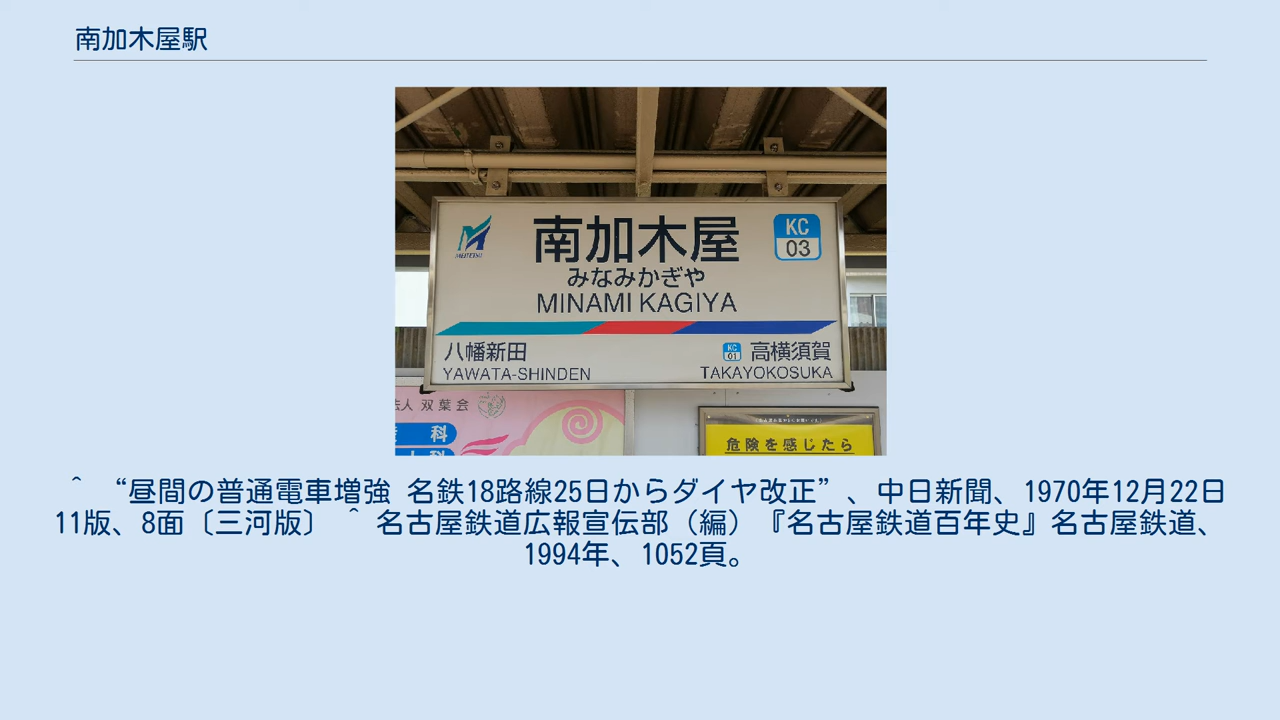 南加木屋駅
MEITETSU
南加木屋
KC
03
みなみかぎや
MINAMI KAGIYA
八幡新田
YAWATA-SHINDEN
KC
01
高横須賀
TAKAYOKOSUKA
法人 双葉会
科
危険を感じたら
＾ “昼間の普通電車増強 名鉄18路線25日からダイヤ改正”、中日新聞、1970年12月22日
11版、8面〔三河版〕 ＾ 名古屋鉄道広報宣伝部（編）『名古屋鉄道百年史』名古屋鉄道、
1994年、1052頁。